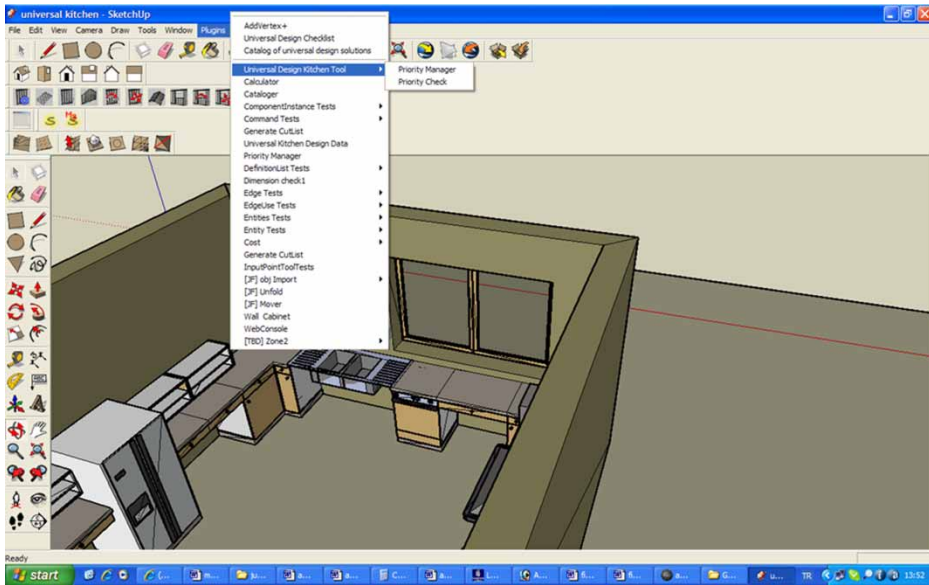 universal kitchen - SketchUp
File Edit View Camera Draw Tools Window Plugins
AddVertex+
Universal Design Checklist
Catalog of universal design solutions
Universal Design Kitchen Tool
Priority Manager
Priority Check
Calculator
Cataloger
ComponentInstance Tests
Command Tests
Generate CutList
Universal Kitchen Design Data
Priority Manager
DefinitionList Tests
Dimension check1
Edge Tests
EdgeUse Tests
Entities Tests
Entity Tests
Cost
Generate CutList
InputPointToolTests
[JF] obj Import
[JF] Unfold
[JF] Mover
Wall Cabinet
WebConsole
[TBD] Zone2
Ready
start
TR
13:52